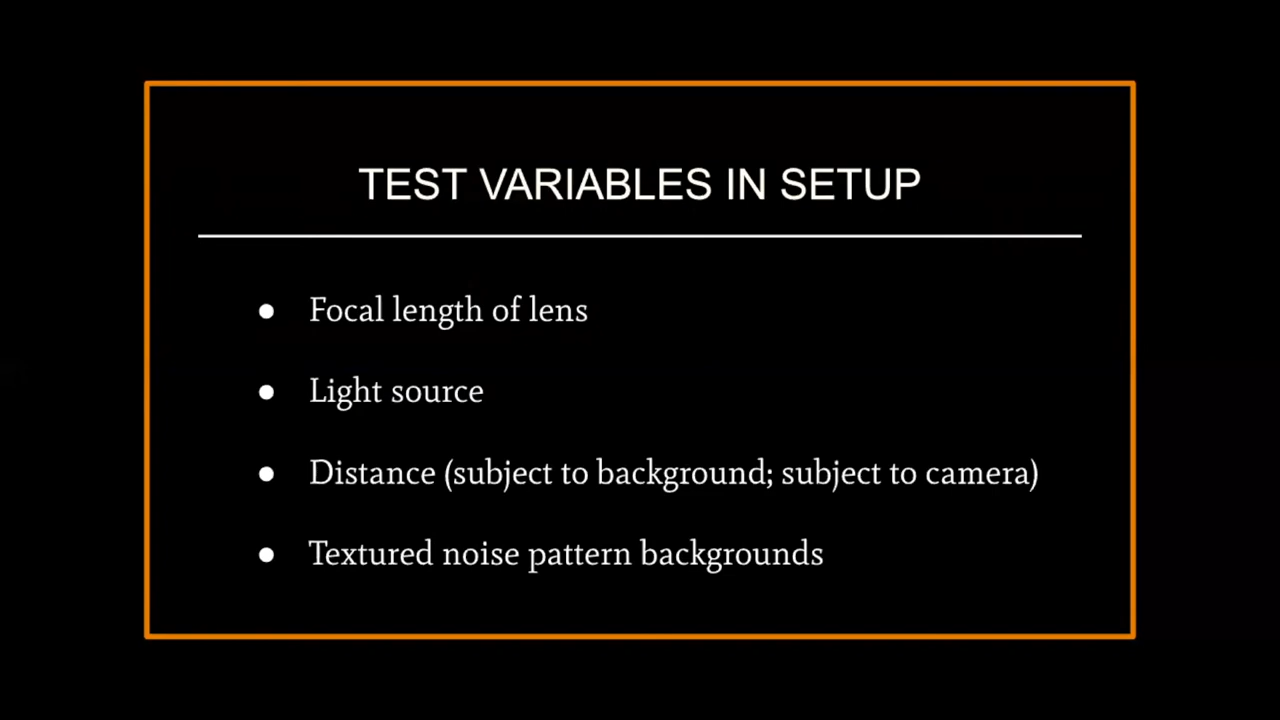 TEST VARIABLES IN SETUP
● Focal length of lens
● Light source
● Distance (subject to background; subject to camera)
● Textured noise pattern backgrounds